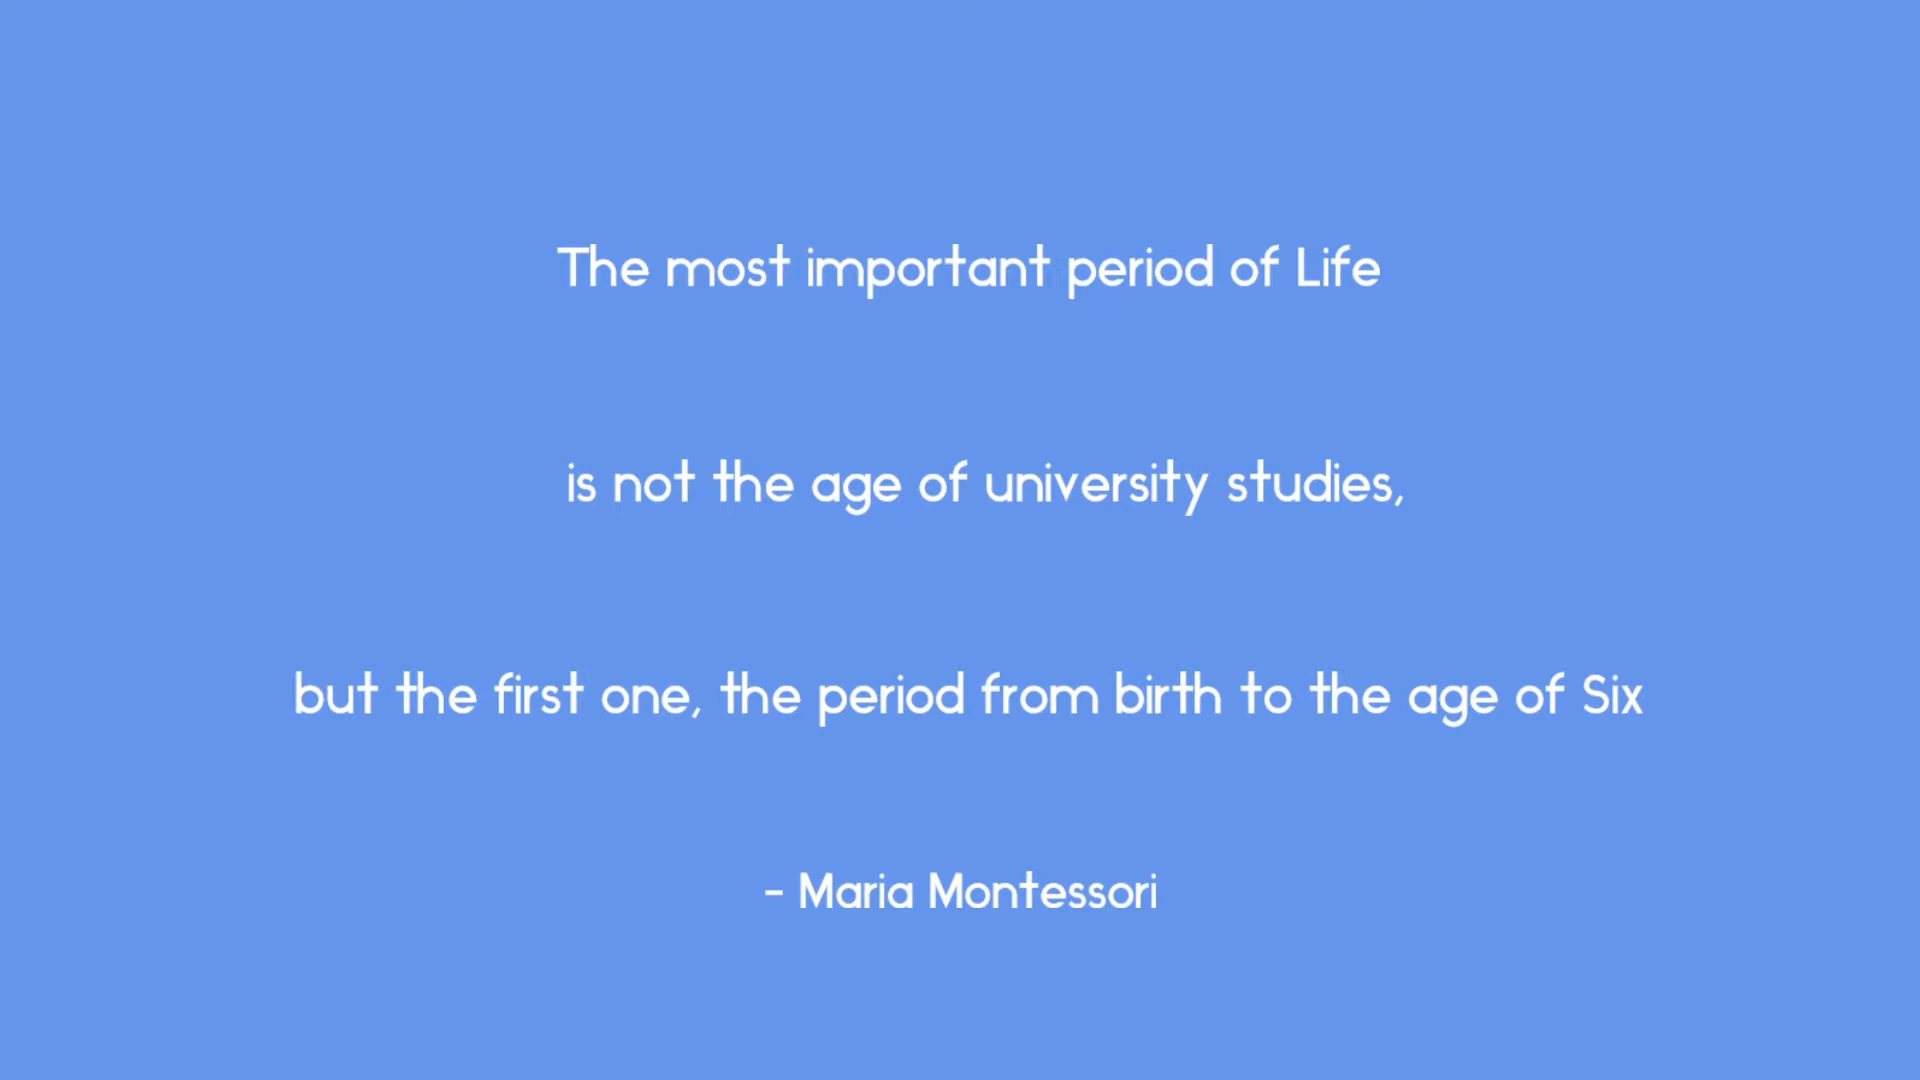 The most important period of Life
is not the age of university studies,
but the first one, the period from birth to the age of Six
- Maria Montessori